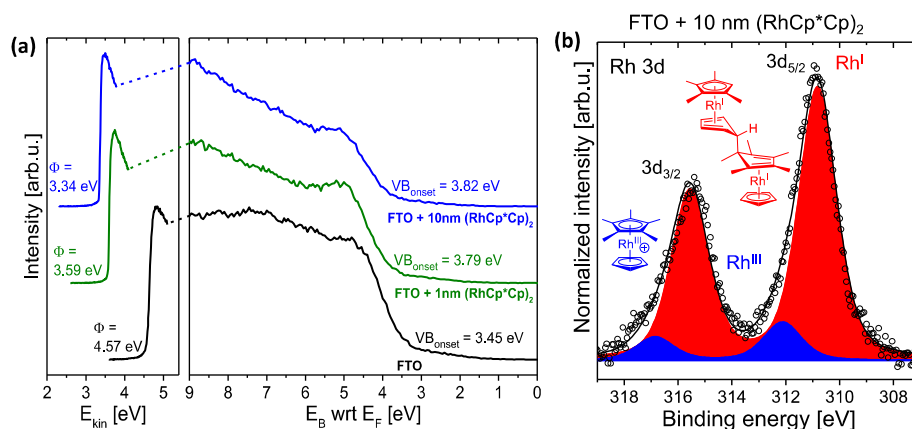 (a)
Intensity [arb.u.]
Φ =
3.34 eV
VBonset = 3.82 eV
FTO + 10nm (RhCp*Cp)2
Φ =
3.59 eV
VBonset = 3.79 eV
FTO + 1nm (RhCp*Cp)2
Φ =
4.57 eV
VBonset = 3.45 eV
FTO
2 3 4 5 9 8 7 6 5 4 3 2 1 0
Ekin [eV]
EB wrt EF [eV]
FTO + 10 nm (RhCp*Cp)2
(b)
Normalized intensity [arb.u.]
Rh 3d
3d5/2
RhI
RhI
H
3d3/2
RhI
RhIII
⊕
RhIII
318 316 314 312 310 308
Binding energy [eV]